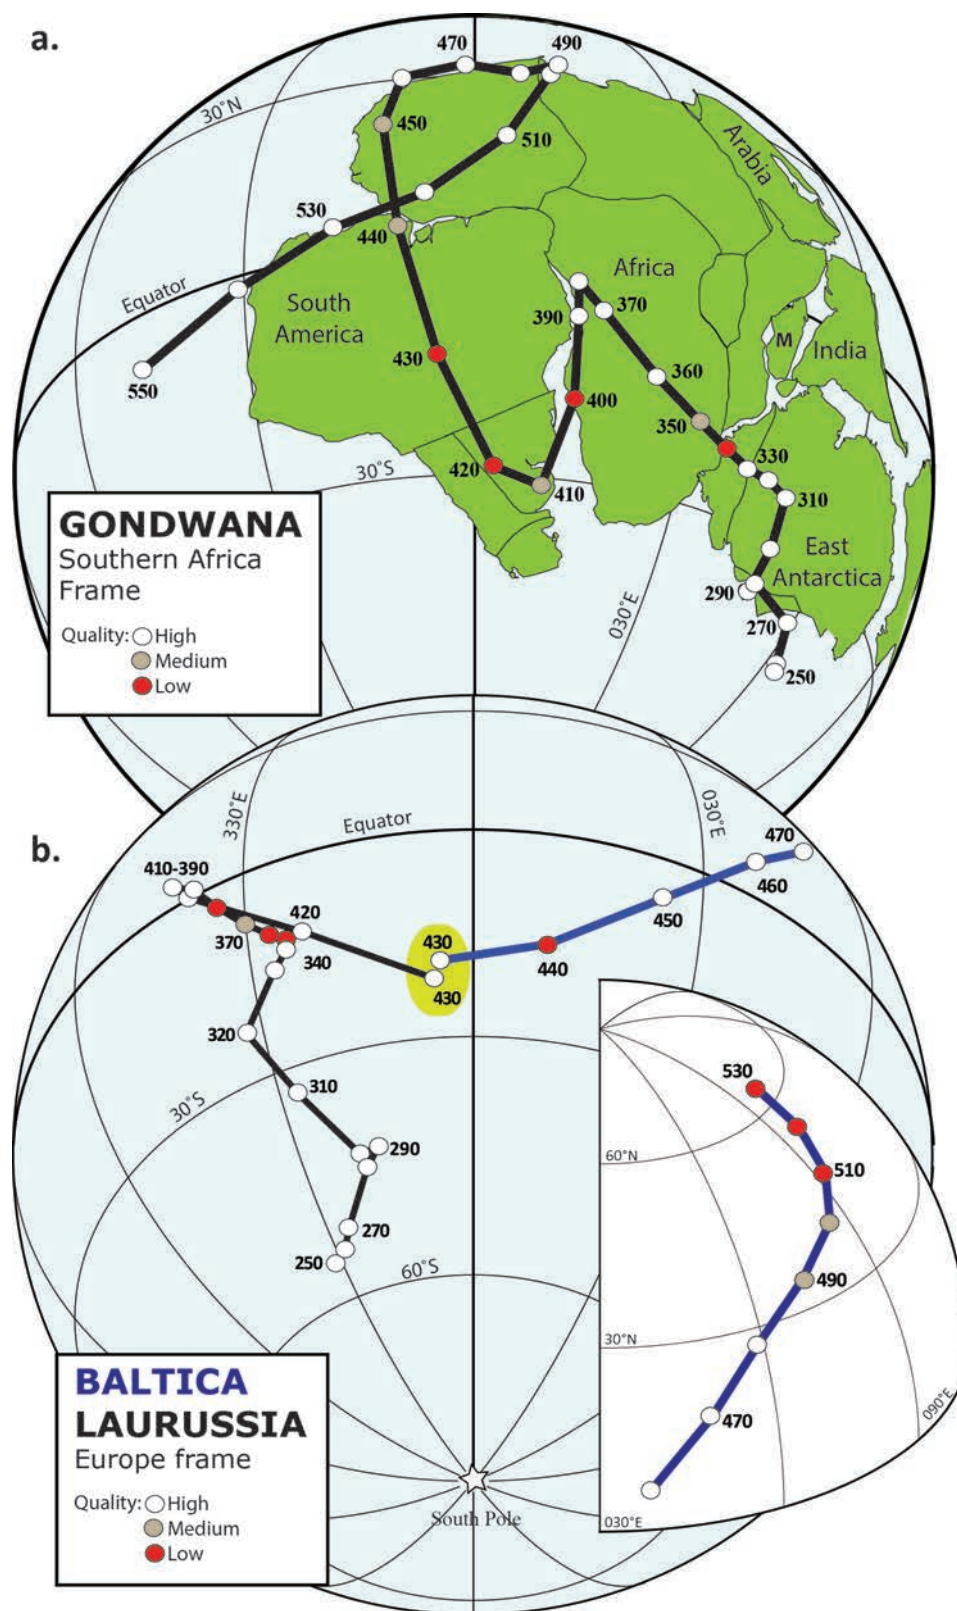 a.
470
490
30°N
450
510
Arabia
530
440
Africa
Equator
South
America
390
370
M
India
550
430
360
400
350
330
30°S
420
410
310
GONDWANA
Southern Africa
Frame
East
Antarctica
290
030°E
270
Quality:
High
Medium
Low
250
330°E
030°E
Equator
470
b.
410-390
460
420
450
370
430
340
440
430
320
530
310
30°S
60°N
510
290
270
490
250
60°S
30°N
BALTICA
LAURUSSIA
Europe frame
090°E
470
Quality:
High
Medium
Low
South Pole
030°E